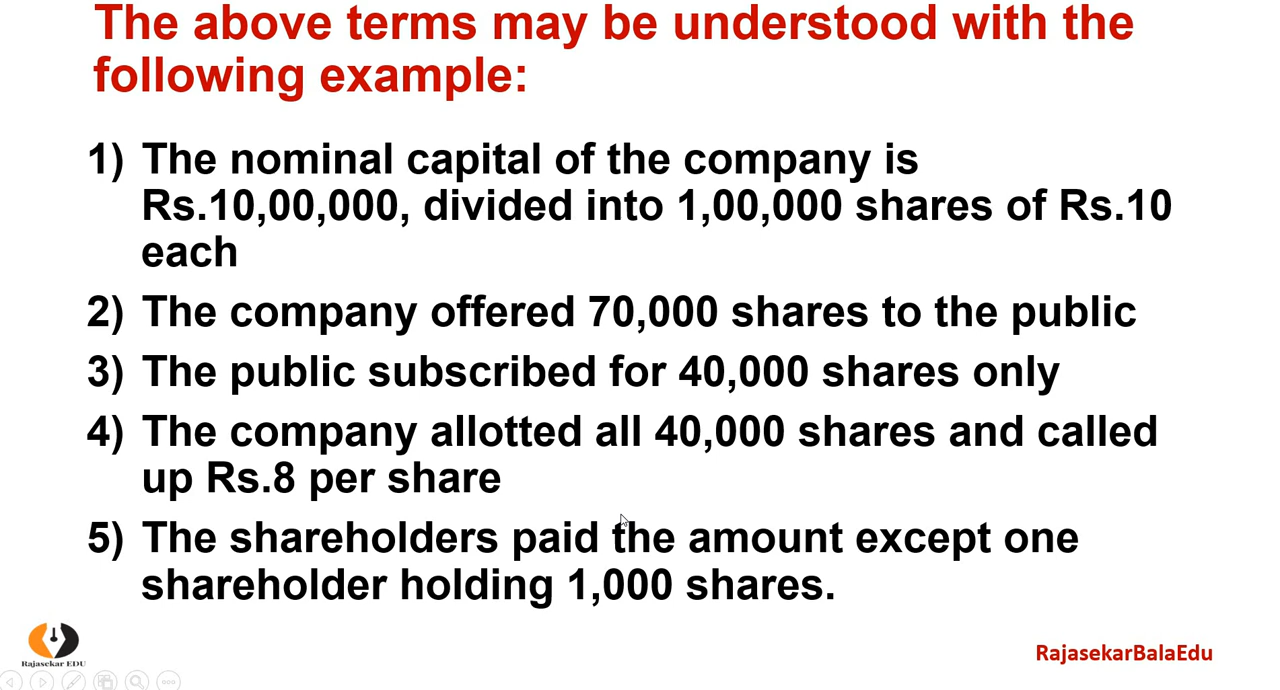 The above terms may be understood with the
following example:
1) The nominal capital of the company is
Rs.10,00,000, divided into 1,00,000 shares of Rs.10
each
2) The company offered 70,000 shares to the public
3) The public subscribed for 40,000 shares only
4) The company allotted all 40,000 shares and called
up Rs.8 per share
5) The shareholders paid the amount except one
shareholder holding 1,000 shares.
Rajasekar EDU
RajasekarBalaEdu